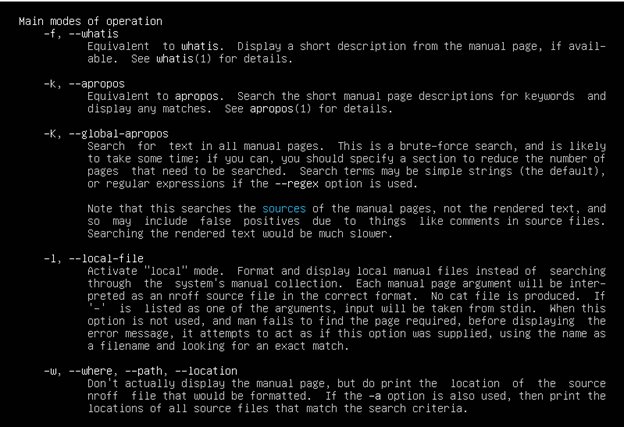 Main modes of operation
-f, --whatis
Equivalent to whatis. Display a short description from the manual page, if avail-
able. See whatis(1) for details.
-k, --apropos
Equivalent to apropos. Search the short manual page descriptions for keywords and
display any matches. See apropos(1) for details.
-K, --global-apropos
Search for text in all manual pages. This is a brute-force search, and is likely
to take some time; if you can, you should specify a section to reduce the number of
pages that need to be searched. Search terms may be simple strings (the default),
or regular expressions if the --regex option is used.
Note that this searches the sources of the manual pages, not the rendered text, and
so may include false positives due to things like comments in source files.
Searching the rendered text would be much slower.
-l, --local-file
Activate "local" mode. Format and display local manual files instead of searching
through the system's manual collection. Each manual page argument will be inter-
preted as an nroff source file in the correct format. No cat file is produced. If
'-' is listed as one of the arguments, input will be taken from stdin. When this
option is not used, and man fails to find the page required, before displaying the
error message, it attempts to act as if this option was supplied, using the name as
a filename and looking for an exact match.
-w, --where, --path, --location
Don't actually display the manual page, but do print the location of the source
nroff file that would be formatted. If the -a option is also used, then print the
locations of all source files that match the search criteria.